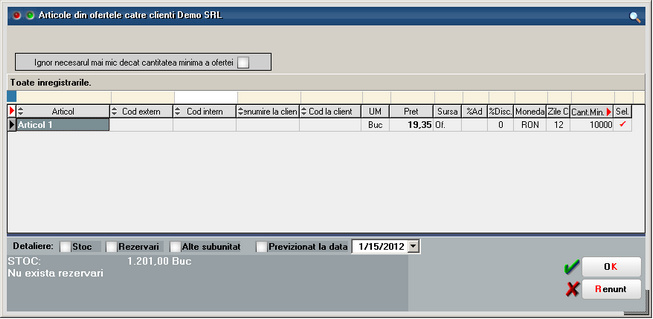 Articole din ofertele catre clienti Demo SRL
Ignor necesarul mai mic decat cantitatea minima a ofertei
Toate inregistrarile.
Articol Cod extern Cod intern enumire la clien Cod la client UM Pret Sursa %Ad %Disc. Moneda Zile C Cant.Min. Sel.
Articol 1 Buc 19,35 Of. 0 RON 12 10000
Detaliere: Stoc Rezervari Alte subunitat Previzionat la data 1/15/2012
STOC: 1.201,00 Buc
Nu exista rezervari
OK
Renunt